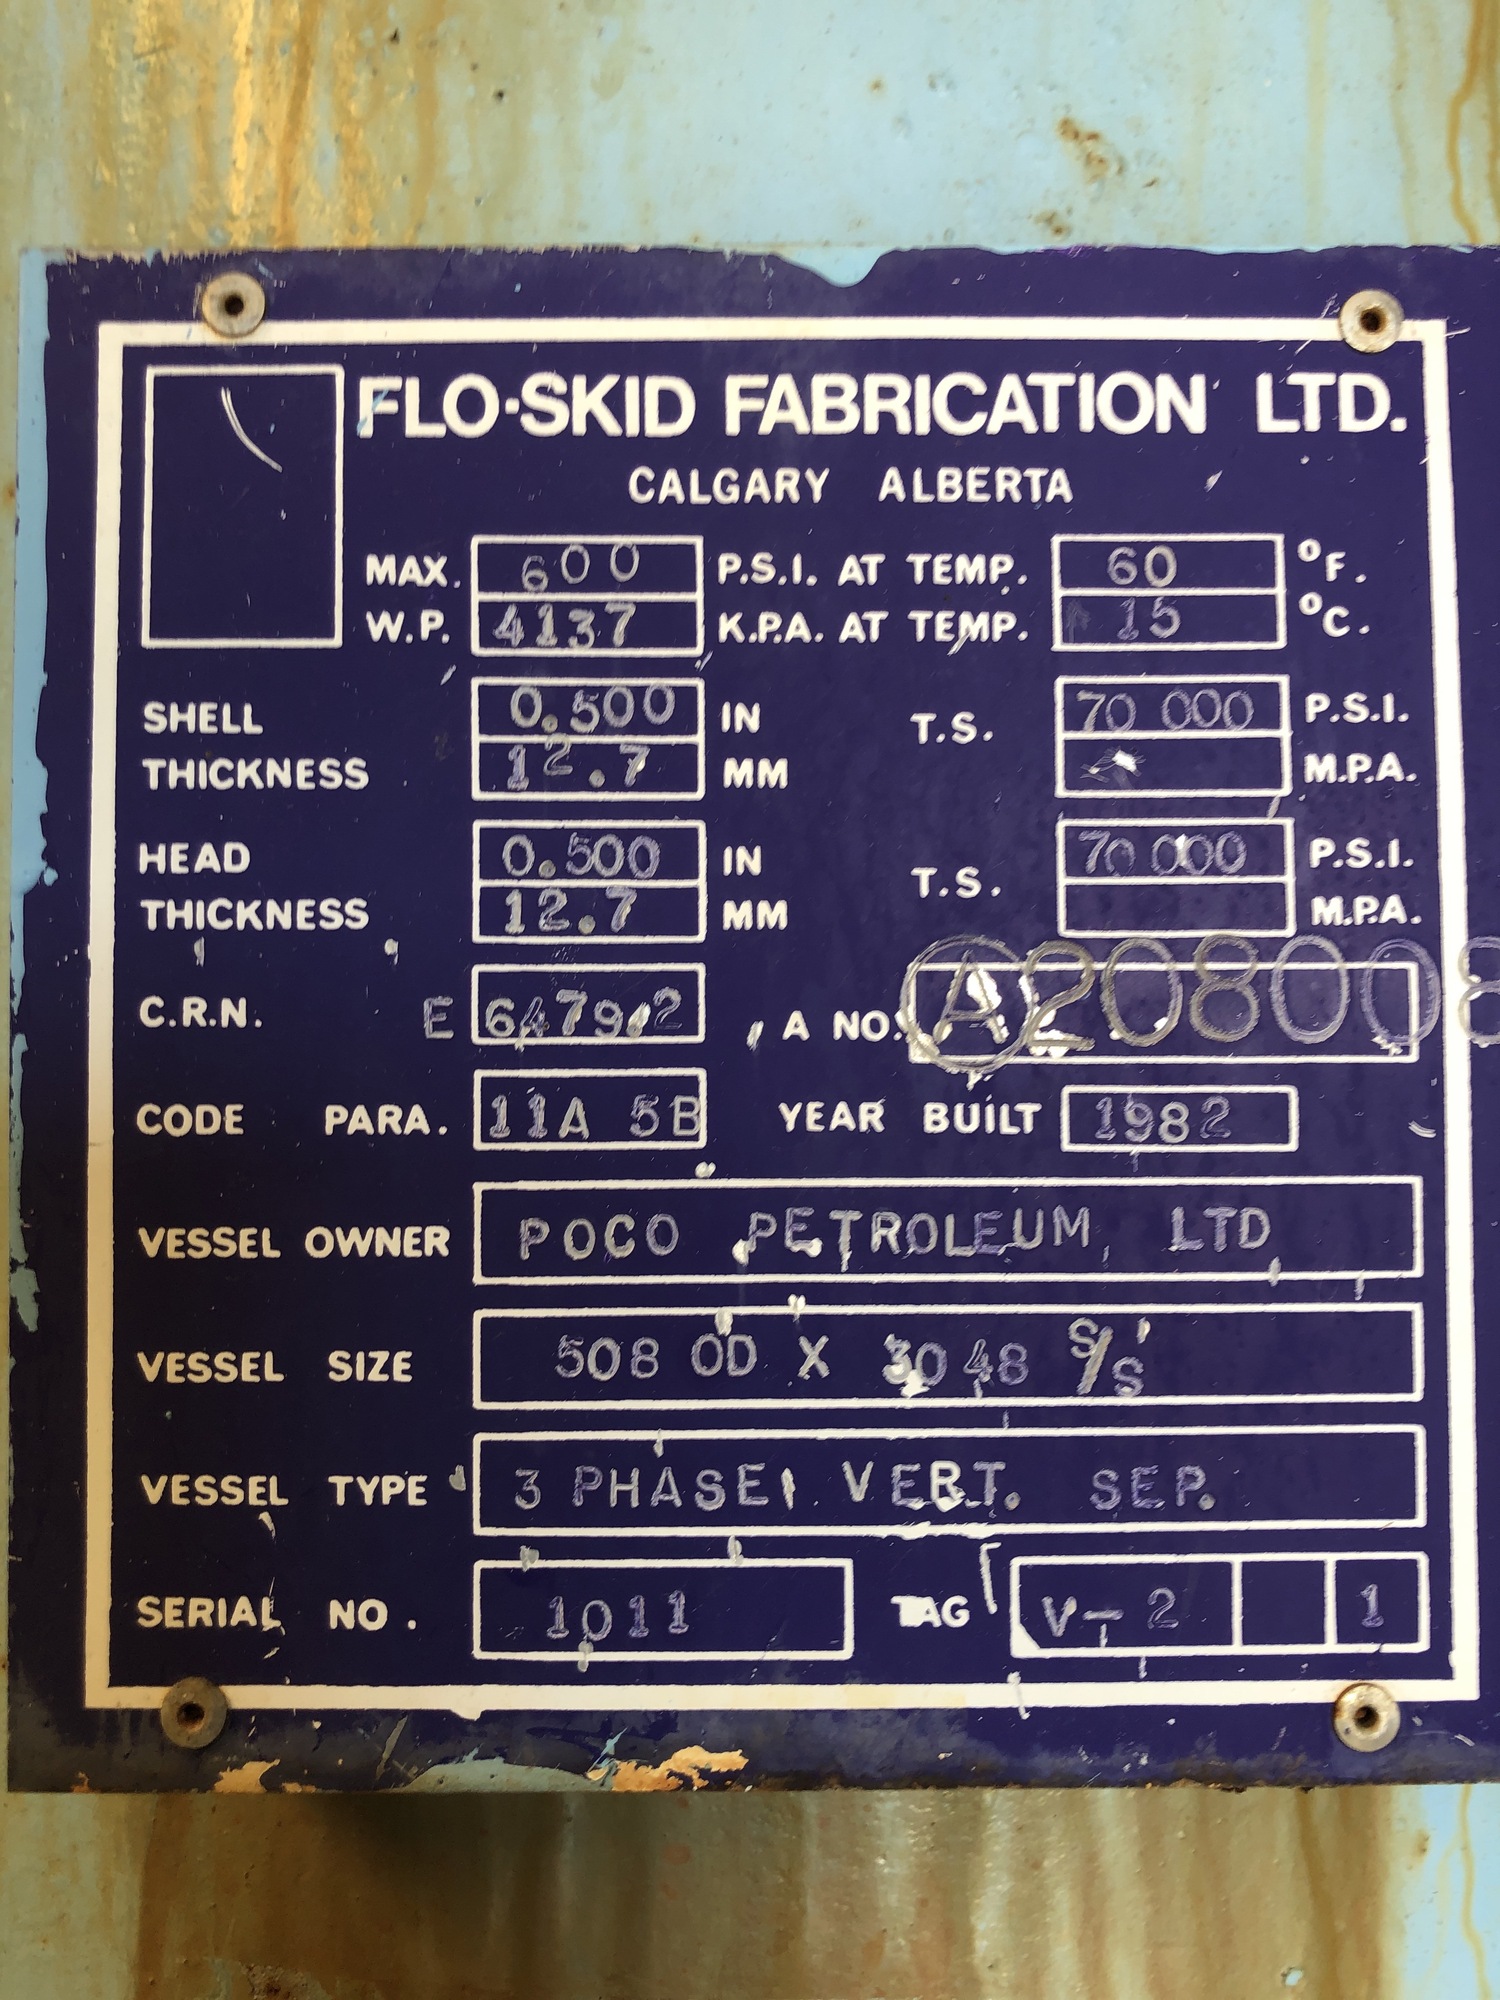 FLO·SKID FABRICATION LTD.
CALGARY ALBERTA
MAX. 600 P.S.I. AT TEMP. 60 °F.
W.P. 4137 K.P.A. AT TEMP. 15 °C.
SHELL 0.500 IN T.S. 70 000 P.S.I.
THICKNESS 12.7 MM M.P.A.
HEAD 0.500 IN T.S. 70 000 P.S.I.
THICKNESS 12.7 MM M.P.A.
C.R.N. E 6479.2 A NO. A208008
CODE PARA. 11A 5B YEAR BUILT 1982
VESSEL OWNER POCO PETROLEUM, LTD
VESSEL SIZE 508 OD X 3048 S/S'
VESSEL TYPE 3 PHASE VERT. SEP.
SERIAL NO. 1011 TAG V-2 1